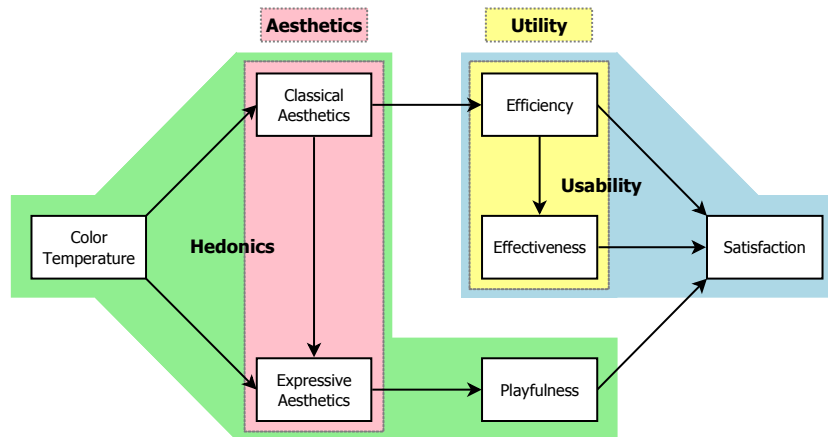 Aesthetics
Utility
Classical
Aesthetics
Efficiency
Usability
Color
Temperature
Hedonics
Effectiveness
Satisfaction
Expressive
Aesthetics
Playfulness